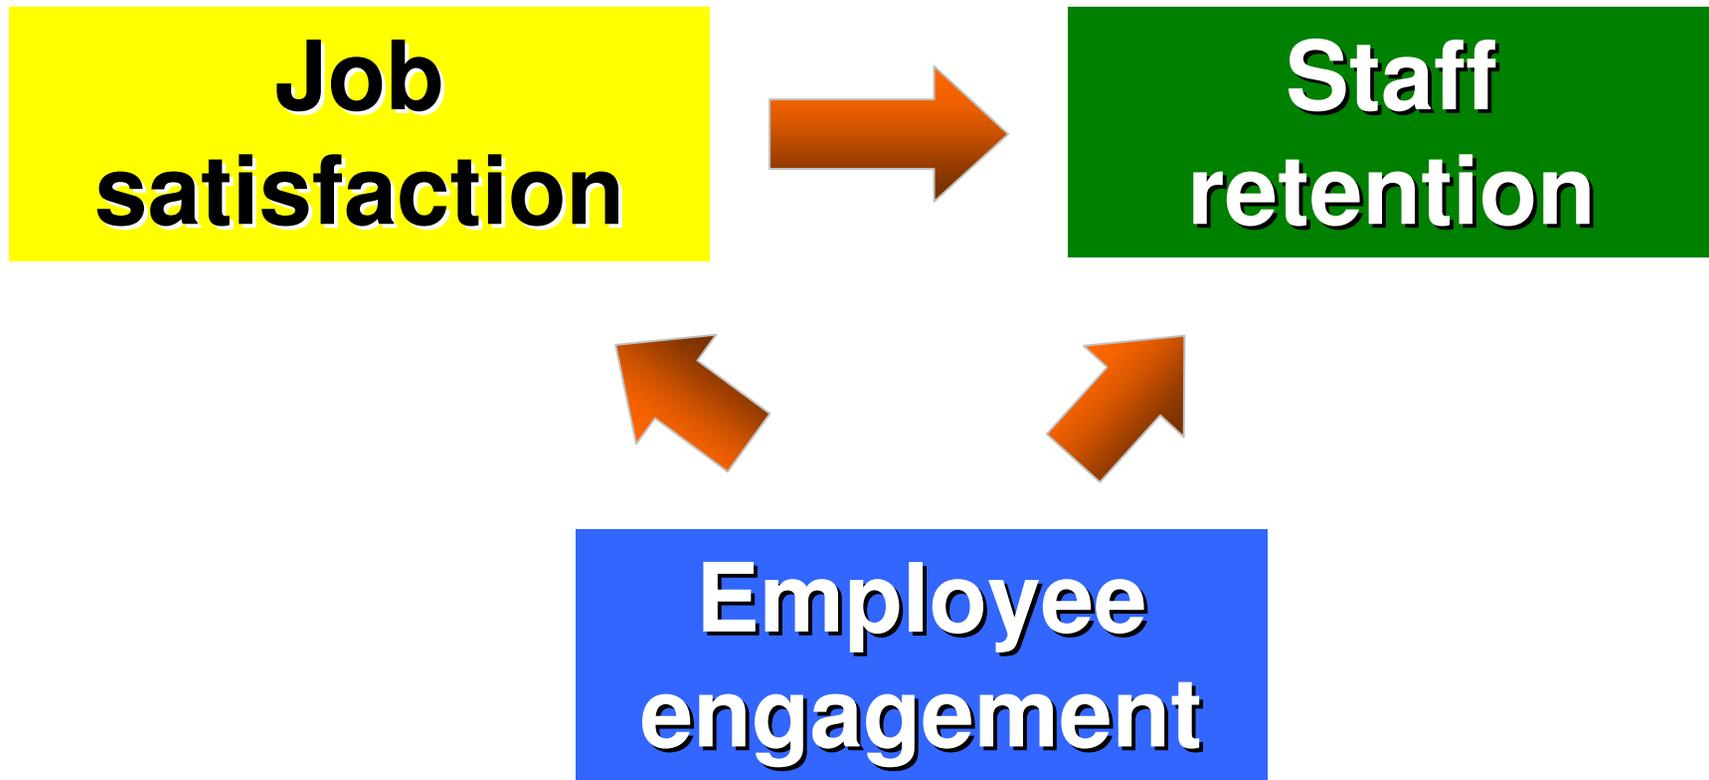 Job
satisfaction
Staff
retention
Employee
engagement